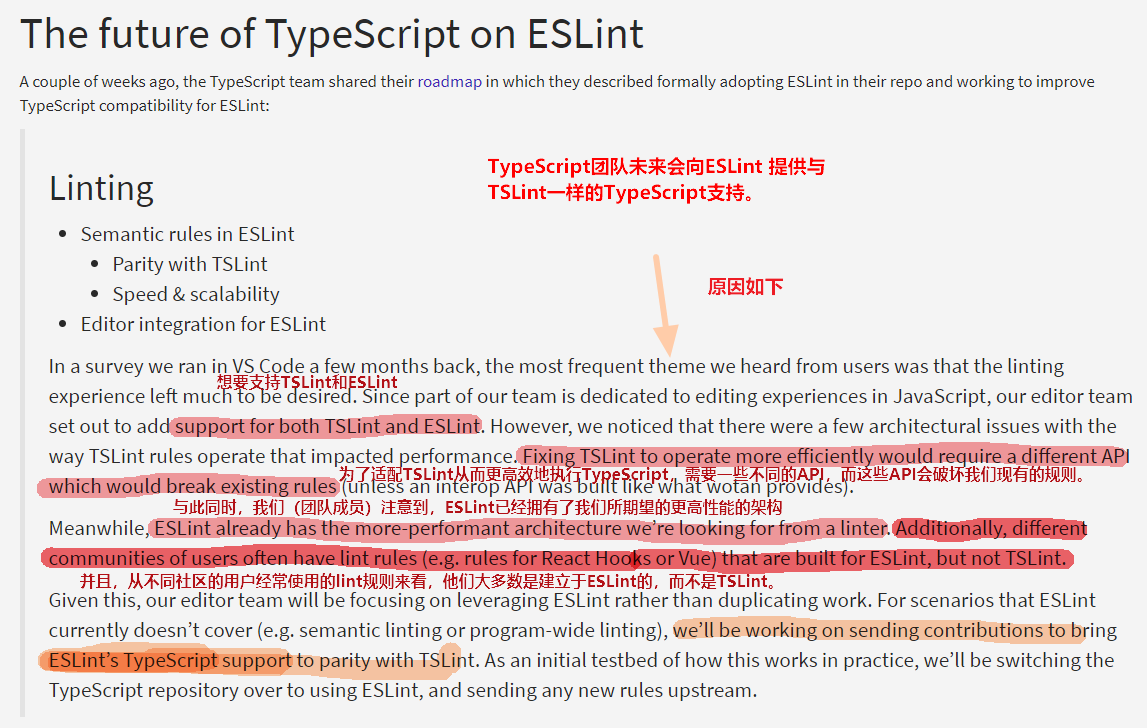 The future of TypeScript on ESLint
A couple of weeks ago, the TypeScript team shared their roadmap in which they described formally adopting ESLint in their repo and working to improve
TypeScript compatibility for ESLint:
TypeScript团队未来会向ESLint 提供与
TSLint一样的TypeScript支持。
Linting
Semantic rules in ESLint
Parity with TSLint
Speed & scalability
原因如下
Editor integration for ESLint
In a survey we ran in VS Code a few months back, the most frequent theme we heard from users was that the linting
想要支持TSLint和ESLint
experience left much to be desired. Since part of our team is dedicated to editing experiences in JavaScript, our editor team
set out to add support for both TSLint and ESLint. However, we noticed that there were a few architectural issues with the
way TSLint rules operate that impacted performance. Fixing TSLint to operate more efficiently would require a different API
为了适配TSLint从而更高效地执行TypeScript，需要一些不同的API，而这些API会破坏我们现有的规则。
which would break existing rules (unless an interop API was built like what wotan provides).
与此同时，我们（团队成员）注意到，ESLint已经拥有了我们所期望的更高性能的架构
Meanwhile, ESLint already has the more-performant architecture we're looking for from a linter. Additionally, different
communities of users often have lint rules (e.g. rules for React Hooks or Vue) that are built for ESLint, but not TSLint.
并且，从不同社区的用户经常使用的lint规则来看，他们大多数是建立于ESLint的，而不是TSLint。
Given this, our editor team will be focusing on leveraging ESLint rather than duplicating work. For scenarios that ESLint
currently doesn't cover (e.g. semantic linting or program-wide linting), we'll be working on sending contributions to bring
ESLint's TypeScript support to parity with TSLint. As an initial testbed of how this works in practice, we'll be switching the
TypeScript repository over to using ESLint, and sending any new rules upstream.